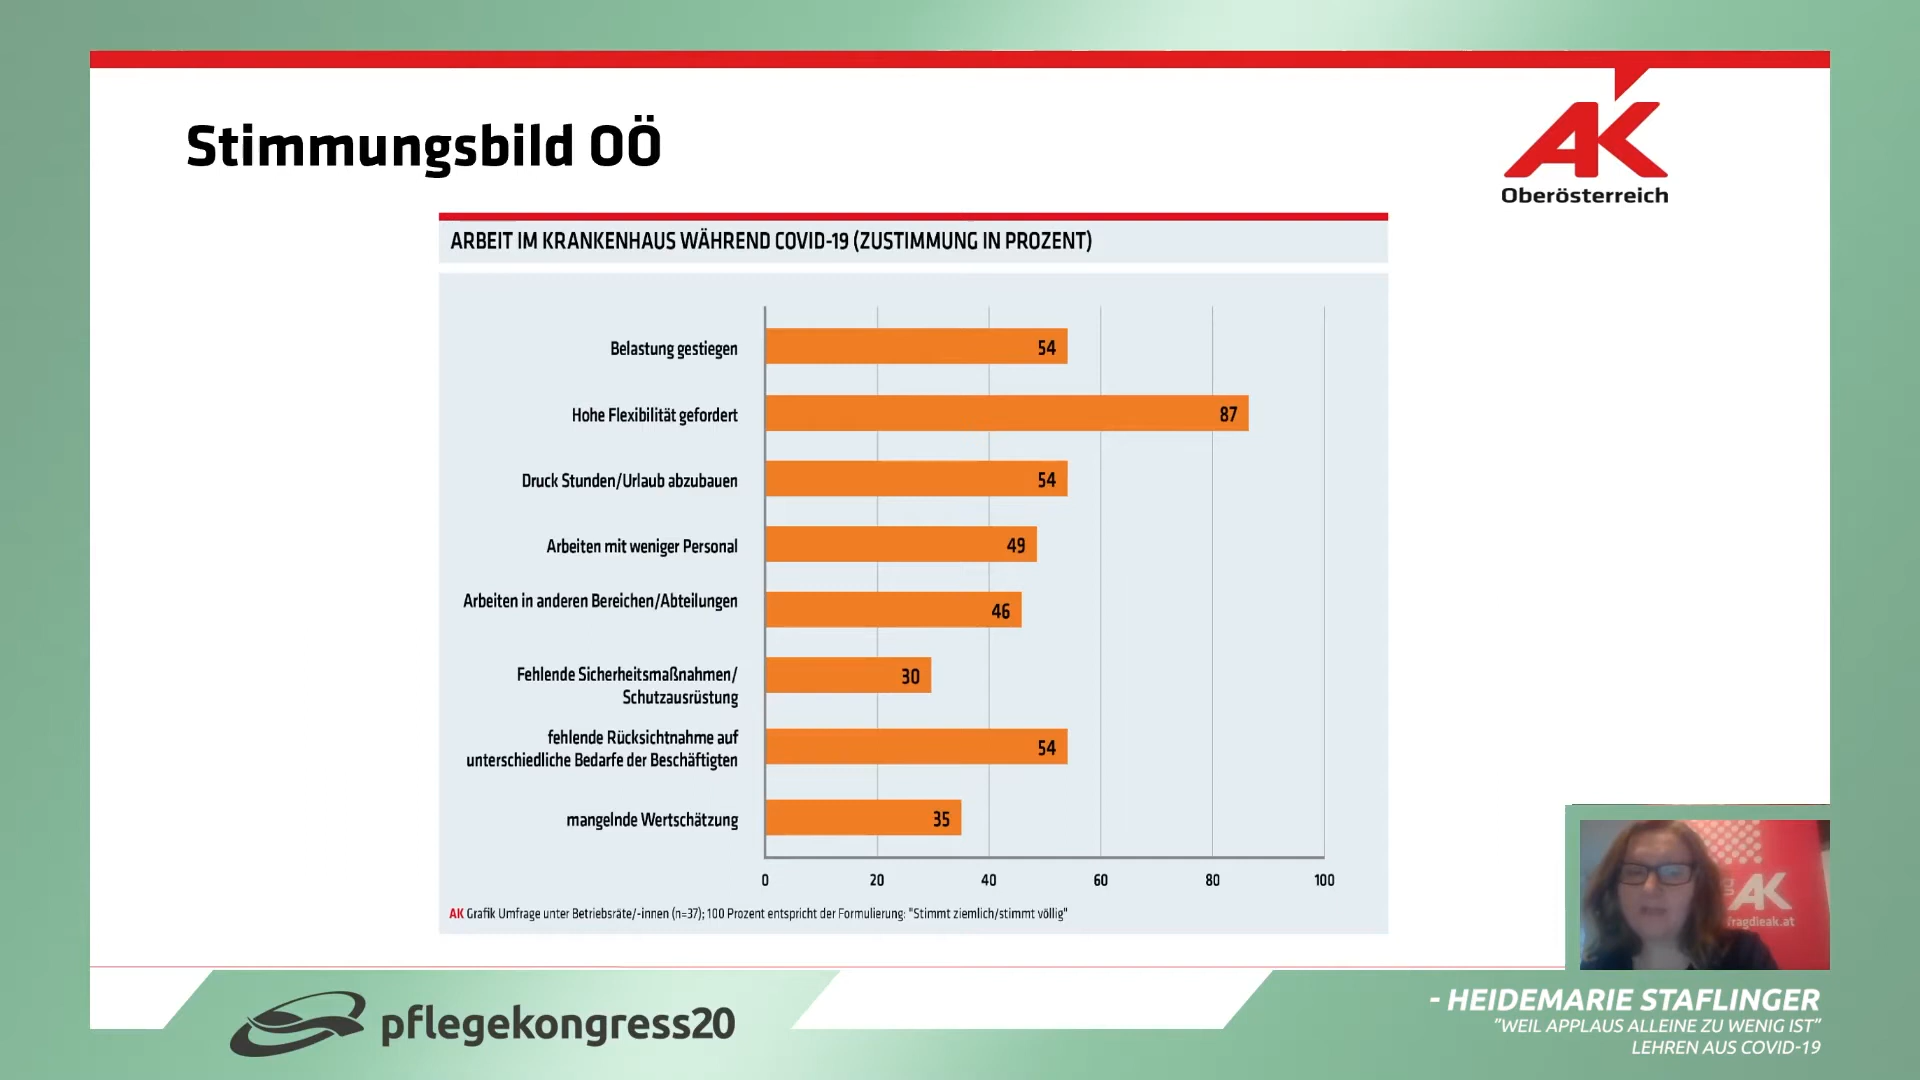 Stimmungsbild OÖ
AK
Oberösterreich
ARBEIT IM KRANKENHAUS WÄHREND COVID-19 (ZUSTIMMUNG IN PROZENT)
Belastung gestiegen
54
Hohe Flexibilität gefordert
87
Druck Stunden/Urlaub abzubauen
54
Arbeiten mit weniger Personal
49
Arbeiten in anderen Bereichen/Abteilungen
46
Fehlende Sicherheitsmaßnahmen/
Schutzausrüstung
30
fehlende Rücksichtnahme auf
unterschiedliche Bedarfe der Beschäftigten
54
mangelnde Wertschätzung
35
0 20 40 60 80 100
AK Grafik Umfrage unter Betriebsräte/-innen (n=37); 100 Prozent entspricht der Formulierung: "Stimmt ziemlich/stimmt völlig"
AK
fragdieak.at
pflegekongress20
- HEIDEMARIE STAFLINGER
"WEIL APPLAUS ALLEINE ZU WENIG IST"
LEHREN AUS COVID-19